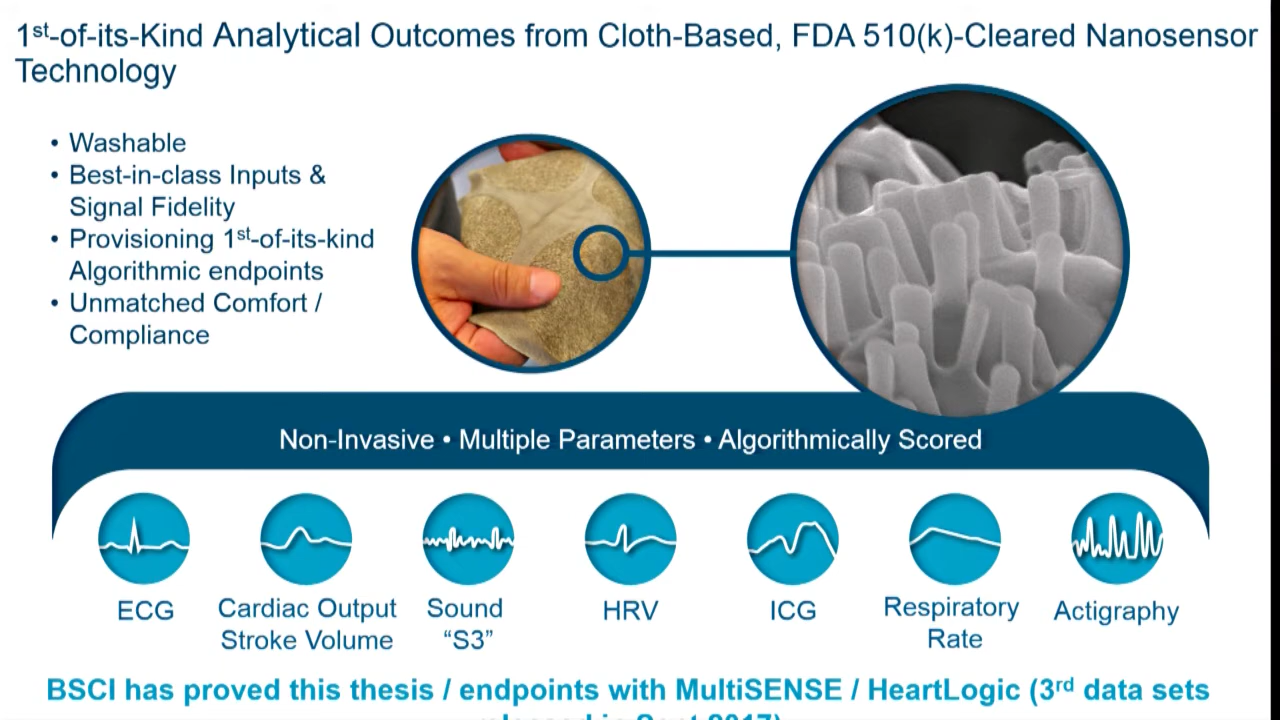 1st-of-its-Kind Analytical Outcomes from Cloth-Based, FDA 510(k)-Cleared Nanosensor
Technology
• Washable
• Best-in-class Inputs &
Signal Fidelity
• Provisioning 1st-of-its-kind
Algorithmic endpoints
• Unmatched Comfort /
Compliance
Non-Invasive • Multiple Parameters • Algorithmically Scored
ECG
Cardiac Output
Stroke Volume
Sound
“S3”
HRV
ICG
Respiratory
Rate
Actigraphy
BSCI has proved this thesis / endpoints with MultiSENSE / HeartLogic (3rd data sets
in Sept 2017)